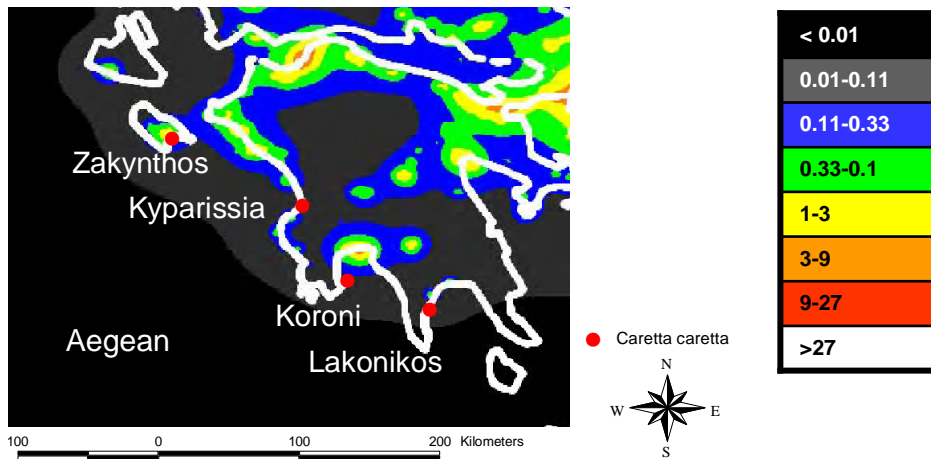 Zakynthos
Kyparissia
Koroni
Aegean
Lakonikos
100 0 100 200 Kilometers
Caretta caretta
N
W E
S
< 0.01
0.01-0.11
0.11-0.33
0.33-0.1
1-3
3-9
9-27
>27